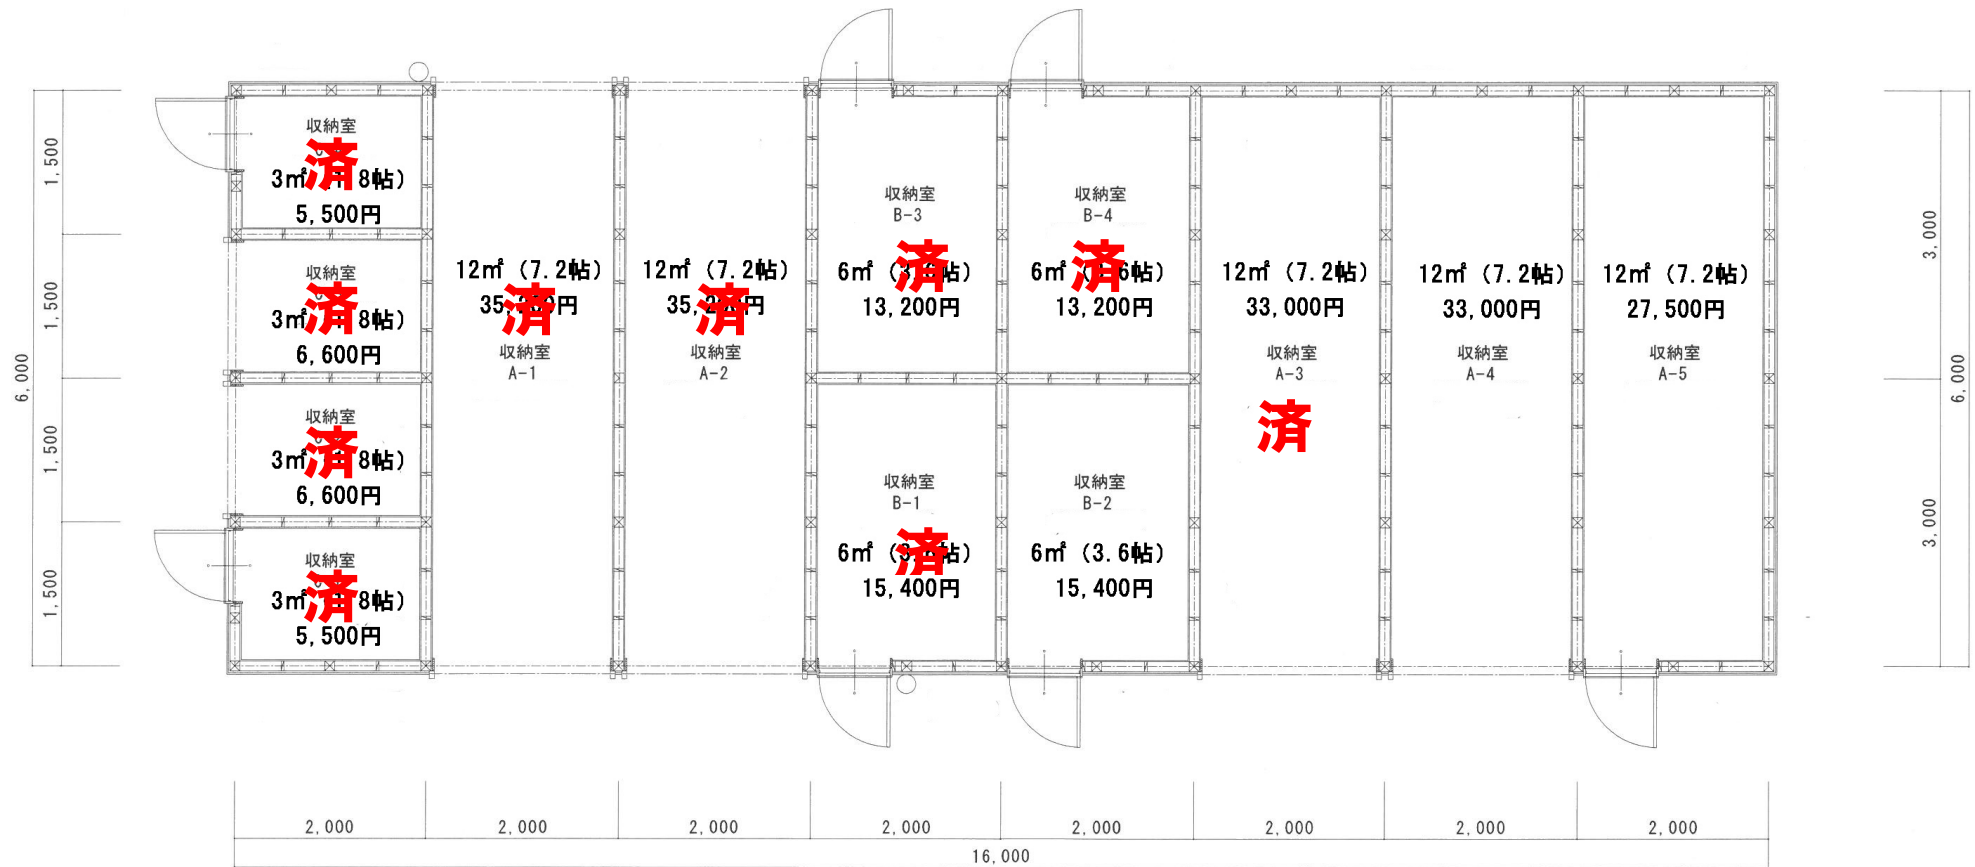 収納室
済
3㎡
8帖)
5,500円
収納室
済
3㎡
8帖)
6,600円
収納室
済
3㎡
8帖)
6,600円
収納室
済
3㎡
8帖)
5,500円
12㎡ (7.2帖)
済
収納室
A-1
12㎡ (7.2帖)
済
収納室
A-2
収納室
B-3
済
6㎡
帖)
13,200円
収納室
B-4
済
6㎡
6帖)
13,200円
収納室
B-1
済
6㎡
帖)
15,400円
収納室
B-2
6㎡ (3.6帖)
15,400円
12㎡ (7.2帖)
33,000円
収納室
A-3
済
12㎡ (7.2帖)
33,000円
収納室
A-4
12㎡ (7.2帖)
27,500円
収納室
A-5
1,500
1,500
1,500
1,500
6,000
3,000
3,000
6,000
2,000
2,000
2,000
2,000
2,000
2,000
2,000
2,000
16,000